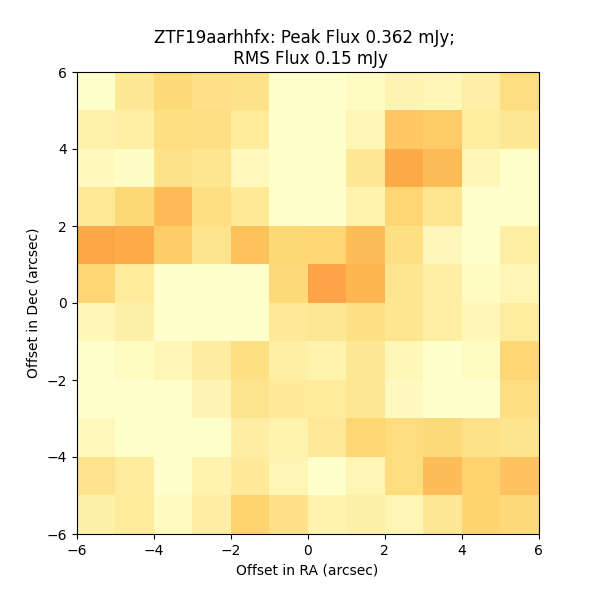 ZTF19aarhhfx: Peak Flux 0.362 mJy;
RMS Flux 0.15 mJy
6
4
2
0
−2
−4
−6
Offset in Dec (arcsec)
−6 −4 −2 0 2 4 6
Offset in RA (arcsec)